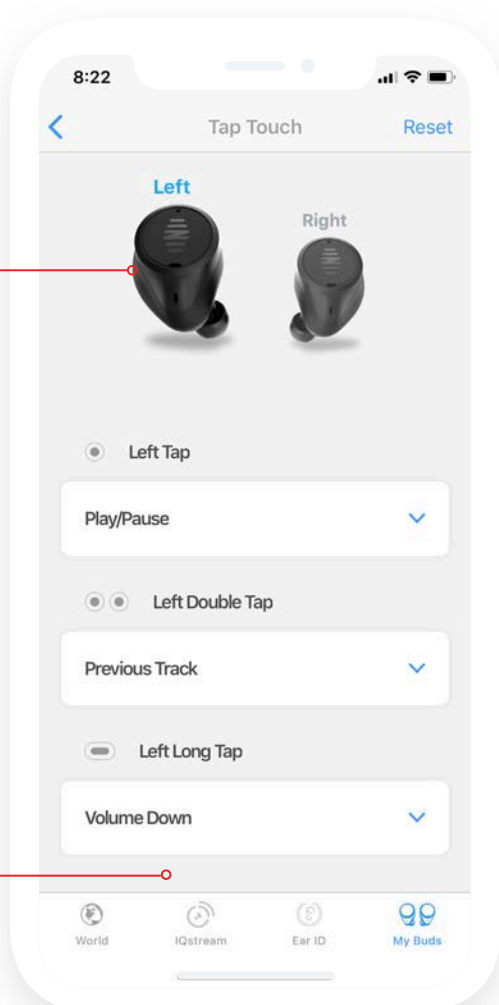 8:22
Tap Touch
Reset
Left
Right
Left Tap
Play/Pause
Left Double Tap
Previous Track
Left Long Tap
Volume Down
World
IQstream
Ear ID
My Buds